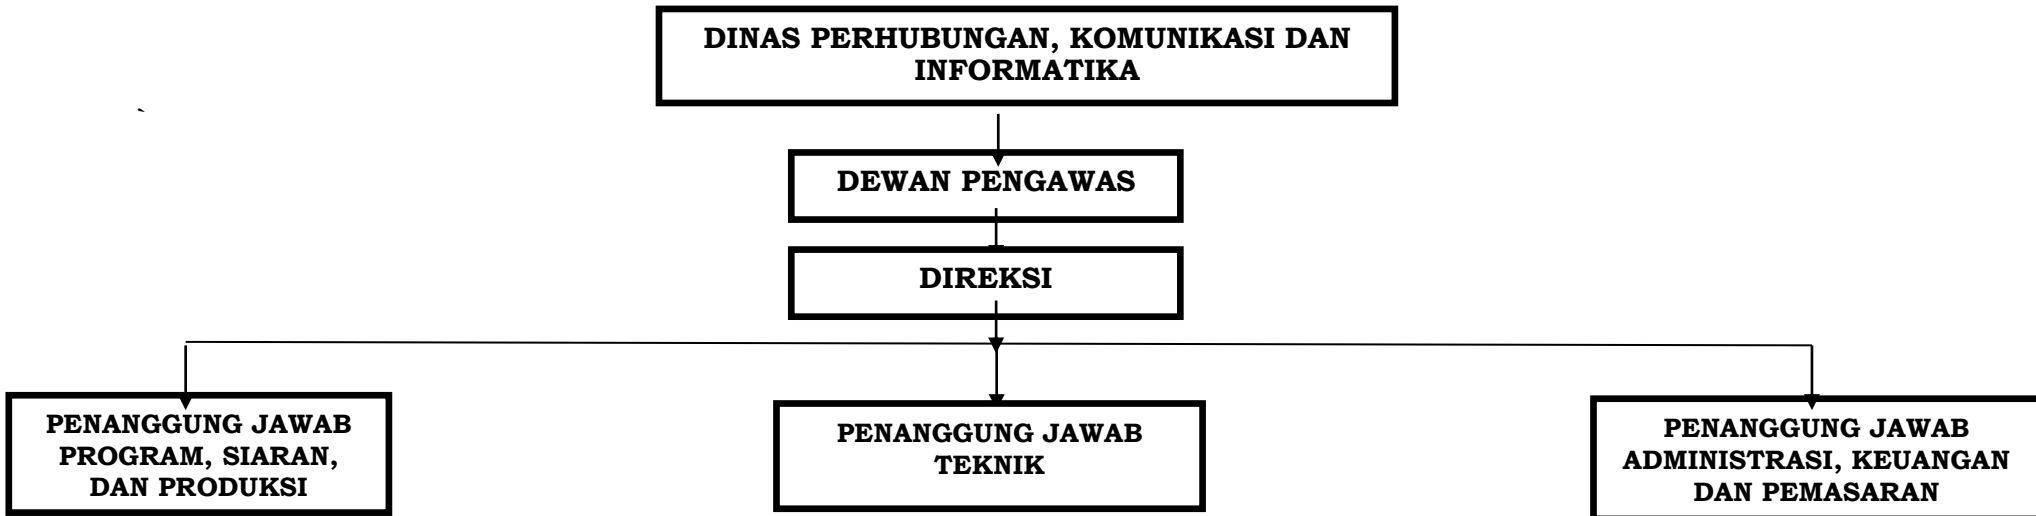 DINAS PERHUBUNGAN, KOMUNIKASI DAN
INFORMATIKA
`
DEWAN PENGAWAS
DIREKSI
PENANGGUNG JAWAB
PROGRAM, SIARAN,
DAN PRODUKSI
PENANGGUNG JAWAB
TEKNIK
PENANGGUNG JAWAB
ADMINISTRASI, KEUANGAN
DAN PEMASARAN